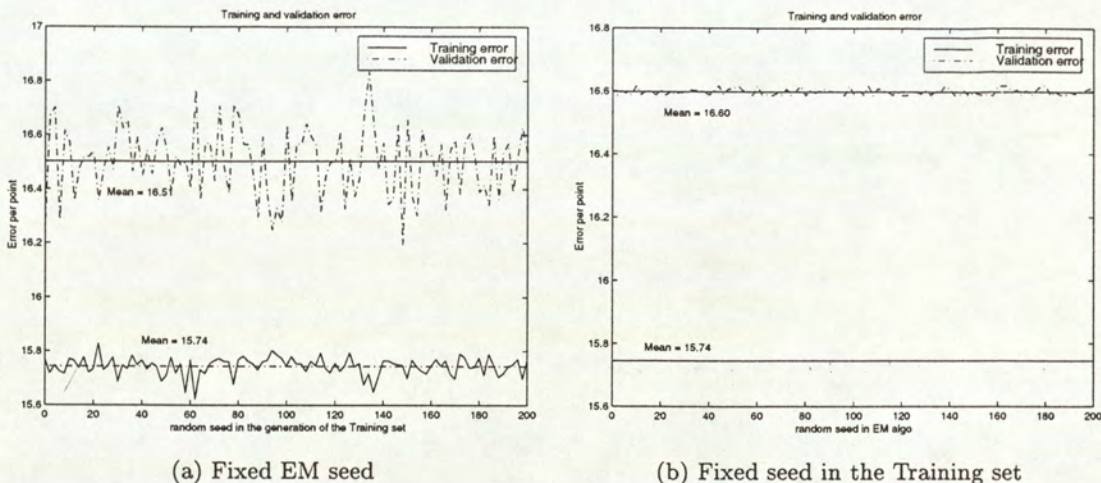 Training and validation error
17
16.8
16.6
16.4
16.2
16
15.8
15.6
Error per point
Training error
Validation error
Mean = 16.51
Mean = 15.74
0 20 40 60 80 100 120 140 160 180 200
random seed in the generation of the Training set
(a) Fixed EM seed
Training and validation error
16.8
16.6
16.4
16.2
16
15.8
15.6
Error per point
Training error
Validation error
Mean = 16.60
Mean = 15.74
0 20 40 60 80 100 120 140 160 180 200
random seed in EM algo
(b) Fixed seed in the Training set